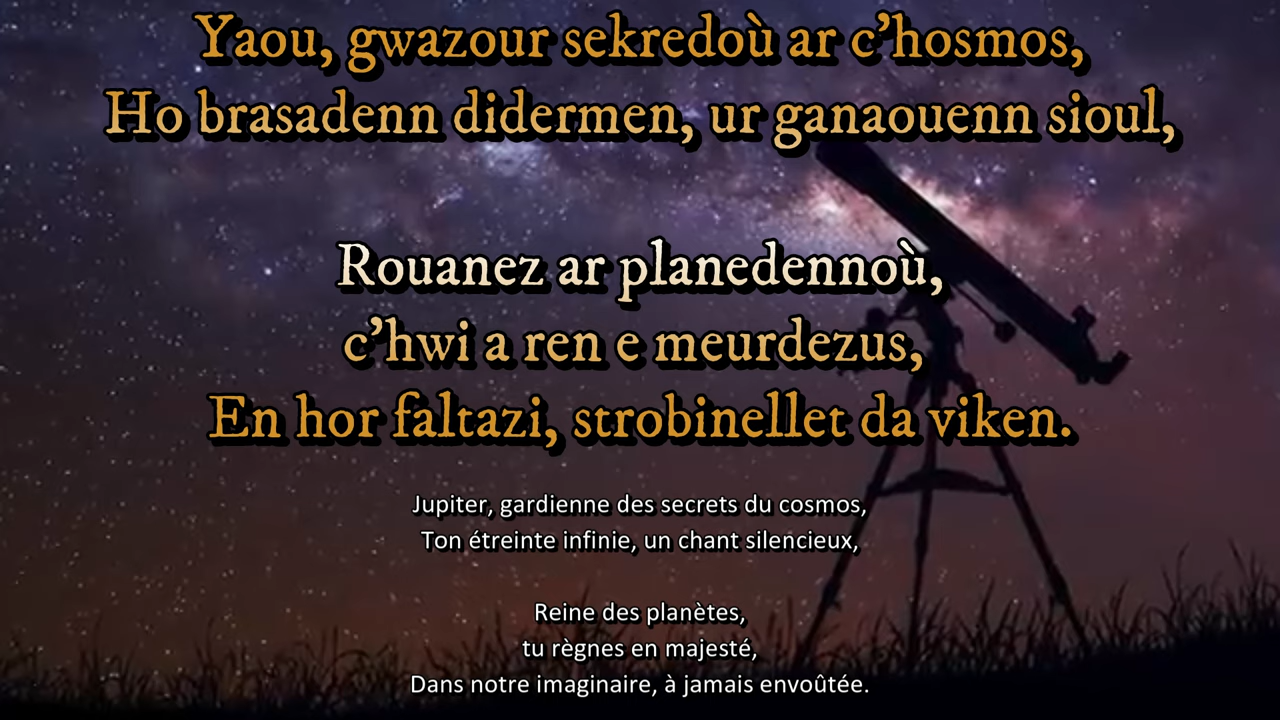 Yaou, gwazour sekredoù ar c’hosmos,
Ho brasadenn didermen, ur ganaouenn sioul,
Rouanez ar planedennoù,
c’hwi a ren e meurdezus,
En hor faltazi, strobinellet da viken.
Jupiter, gardienne des secrets du cosmos,
Ton étreinte infinie, un chant silencieux,
Reine des planètes,
tu règnes en majesté,
Dans notre imaginaire, à jamais envoûtée.